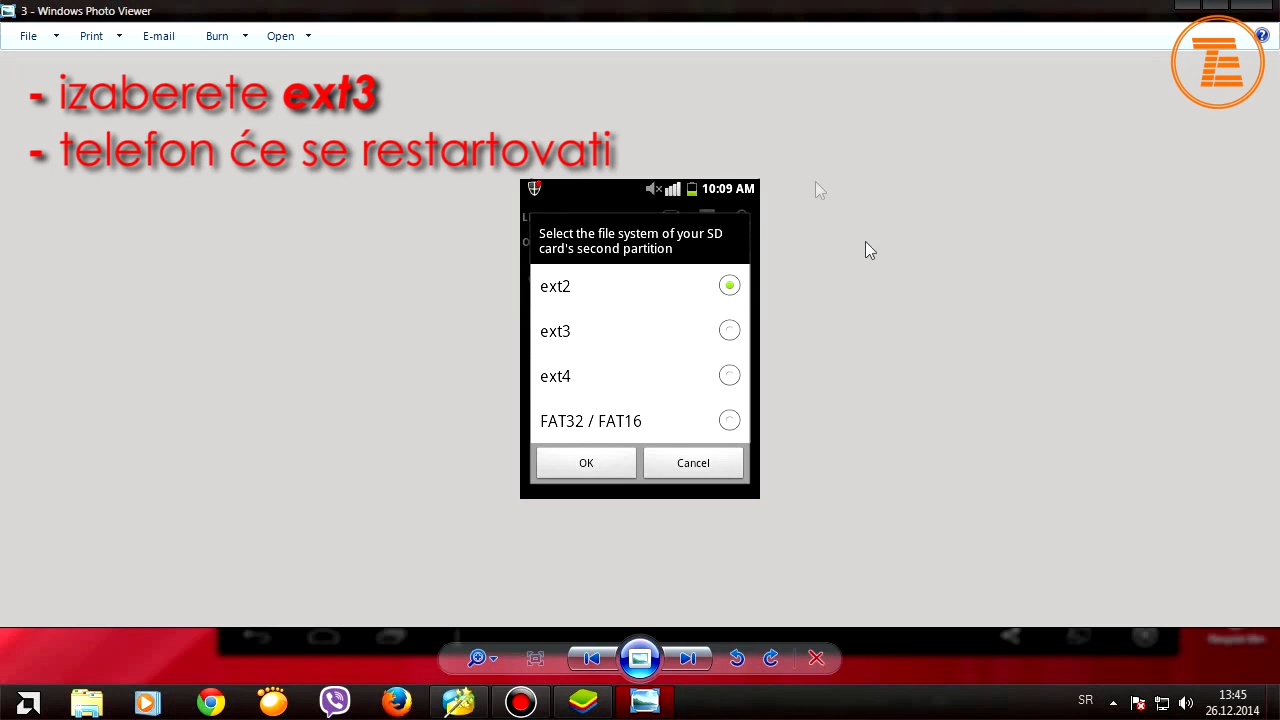 3 - Windows Photo Viewer
File Print E-mail Burn Open
- izaberete ext3
- telefon će se restartovati
10:09 AM
Select the file system of your SD
card's second partition
ext2
ext3
ext4
FAT32 / FAT16
OK Cancel
SR
13:45
26.12.2014